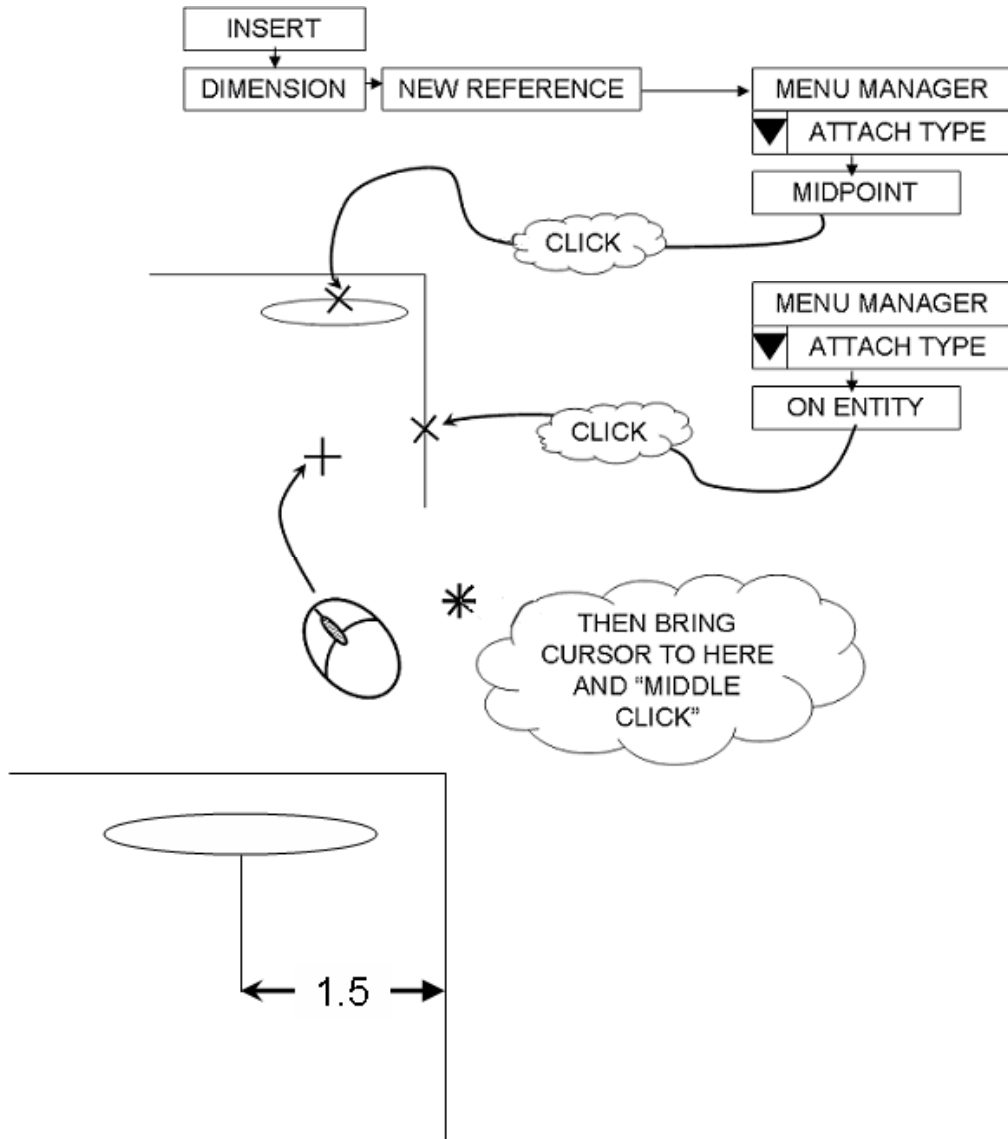 INSERT
DIMENSION
NEW REFERENCE
MENU MANAGER
ATTACH TYPE
MIDPOINT
CLICK
MENU MANAGER
ATTACH TYPE
ON ENTITY
CLICK
THEN BRING
CURSOR TO HERE
AND “MIDDLE
CLICK”
1.5